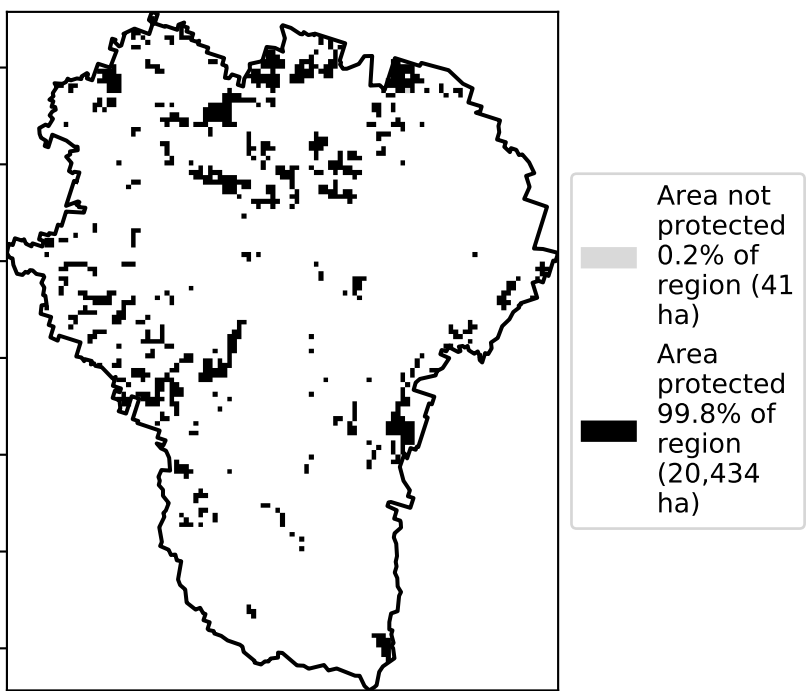 Area not
protected
0.2% of
region (41
ha)
Area
protected
99.8% of
region
(20,434
ha)